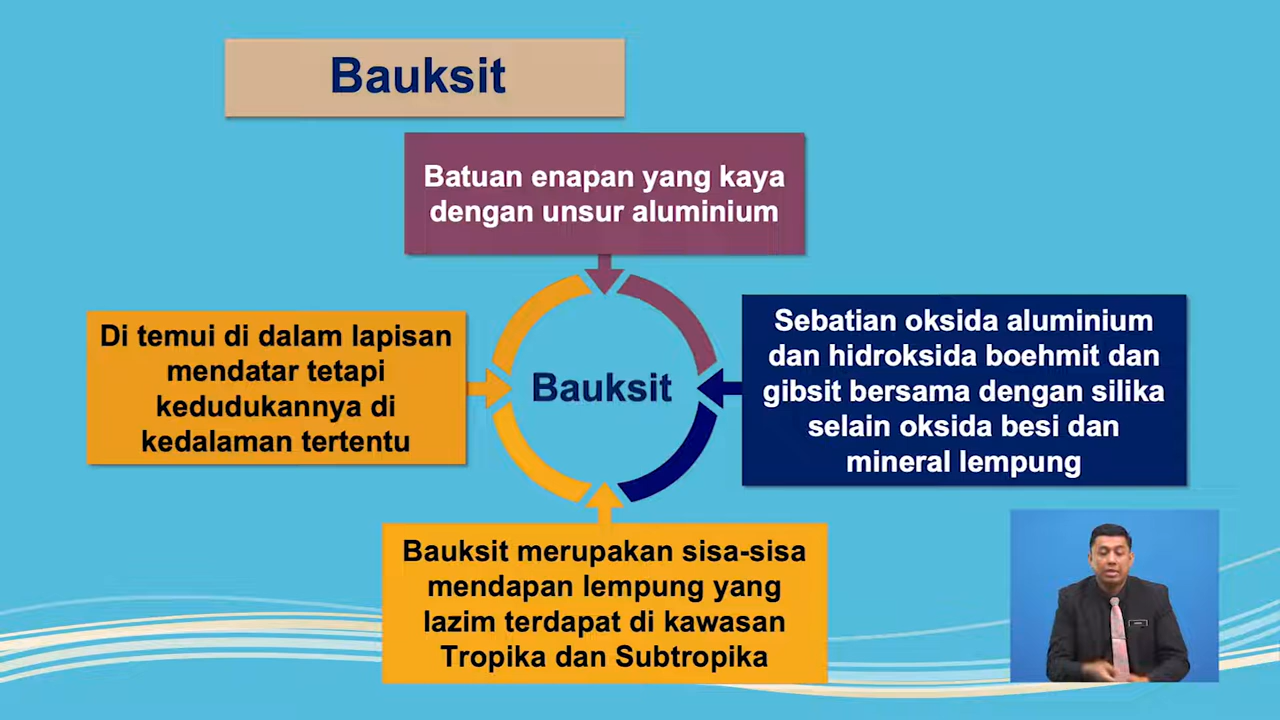 Bauksit
Batuan enapan yang kaya
dengan unsur aluminium
Di temui di dalam lapisan
mendatar tetapi
kedudukannya di
kedalaman tertentu
Bauksit
Sebatian oksida aluminium
dan hidroksida boehmit dan
gibsit bersama dengan silika
selain oksida besi dan
mineral lempung
Bauksit merupakan sisa-sisa
mendapan lempung yang
lazim terdapat di kawasan
Tropika dan Subtropika